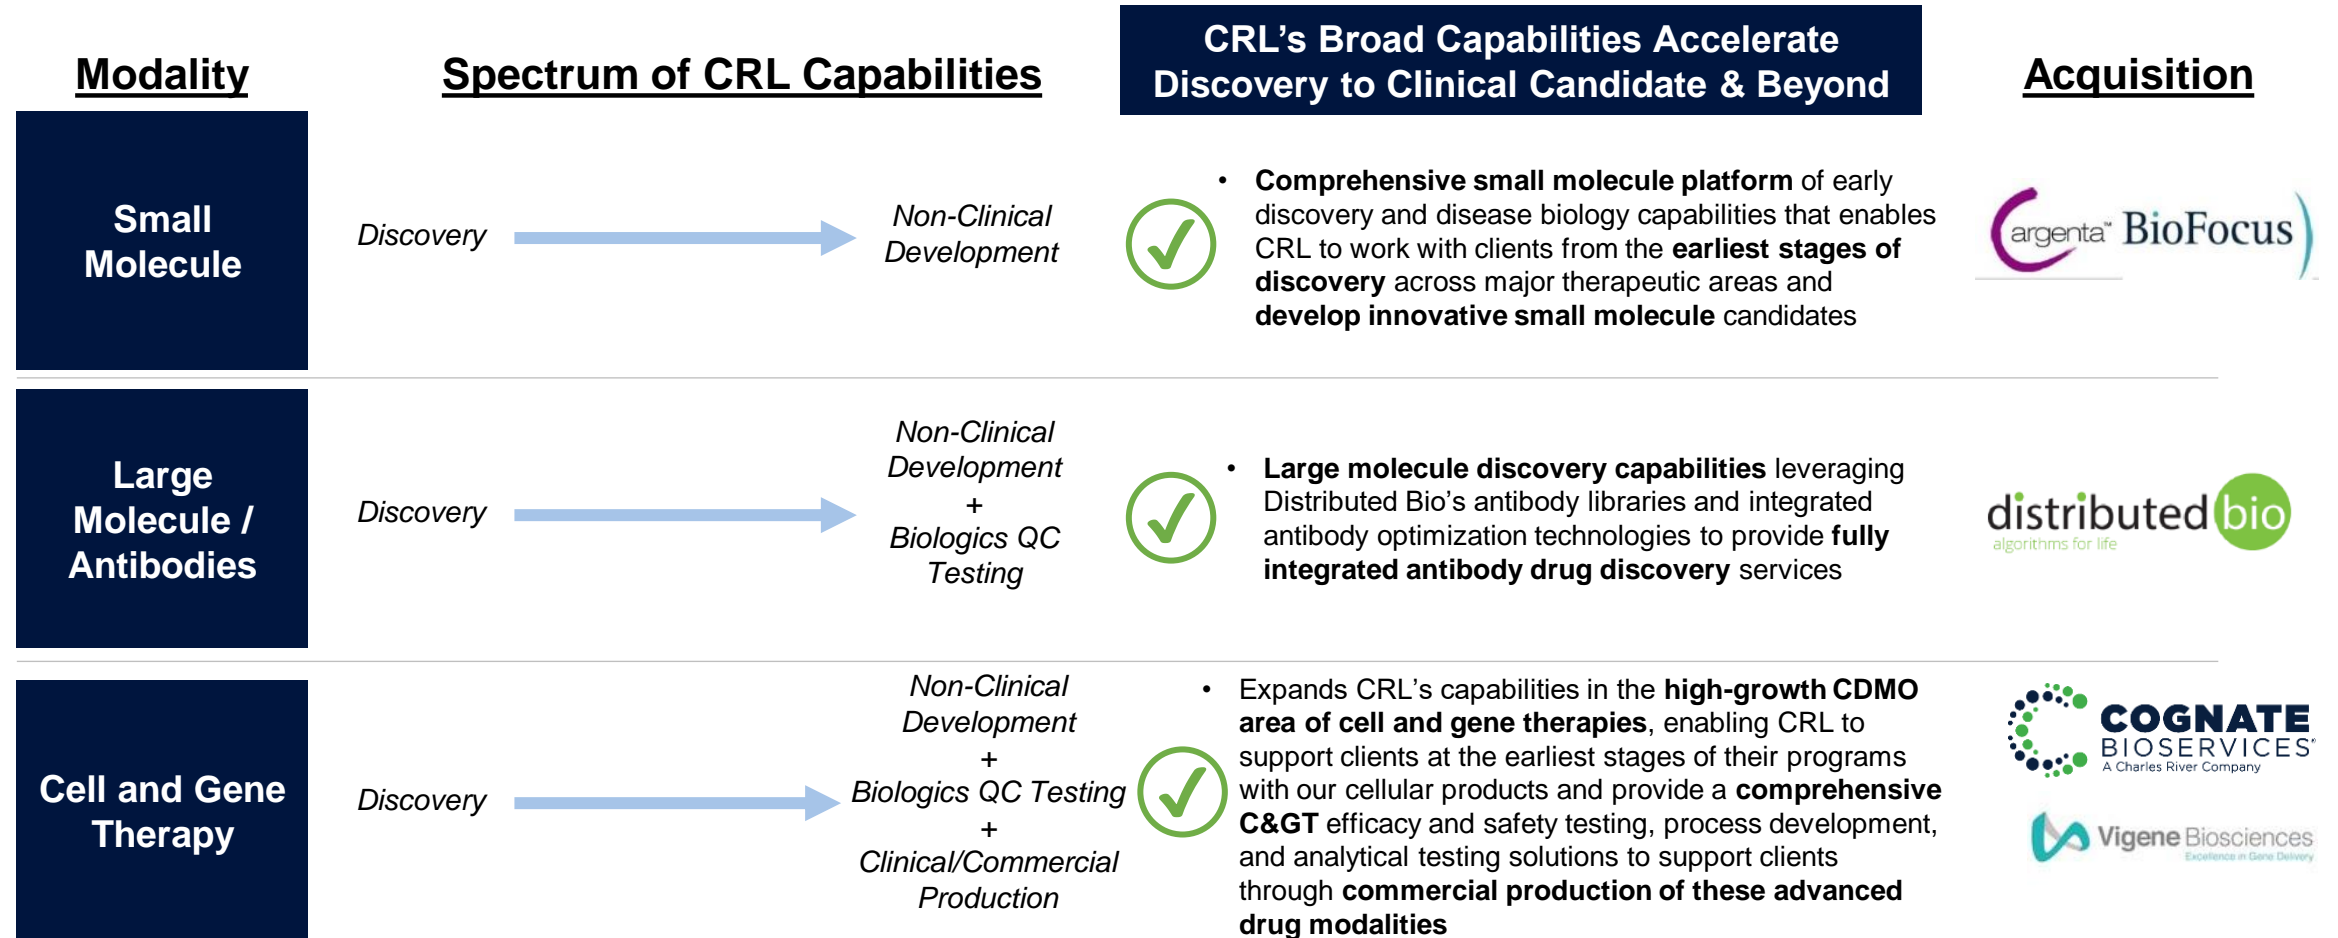 Modality
Spectrum of CRL Capabilities
CRL’s Broad Capabilities Accelerate
Discovery to Clinical Candidate & Beyond
Acquisition
Small
Molecule
Discovery
Non-Clinical
Development
• Comprehensive small molecule platform of early
discovery and disease biology capabilities that enables
CRL to work with clients from the earliest stages of
discovery across major therapeutic areas and
develop innovative small molecule candidates
argenta™ BioFocus
Large
Molecule /
Antibodies
Discovery
Non-Clinical
Development
+
Biologics QC
Testing
• Large molecule discovery capabilities leveraging
Distributed Bio’s antibody libraries and integrated
antibody optimization technologies to provide fully
integrated antibody drug discovery services
distributed bio
algorithms for life
Cell and Gene
Therapy
Discovery
Non-Clinical
Development
+
Biologics QC Testing
+
Clinical/Commercial
Production
• Expands CRL’s capabilities in the high-growth CDMO
area of cell and gene therapies, enabling CRL to
support clients at the earliest stages of their programs
with our cellular products and provide a comprehensive
C&GT efficacy and safety testing, process development,
and analytical testing solutions to support clients
through commercial production of these advanced
drug modalities
COGNATE
BIOSERVICES
A Charles River Company
Vigene Biosciences
Excellence in Gene Delivery